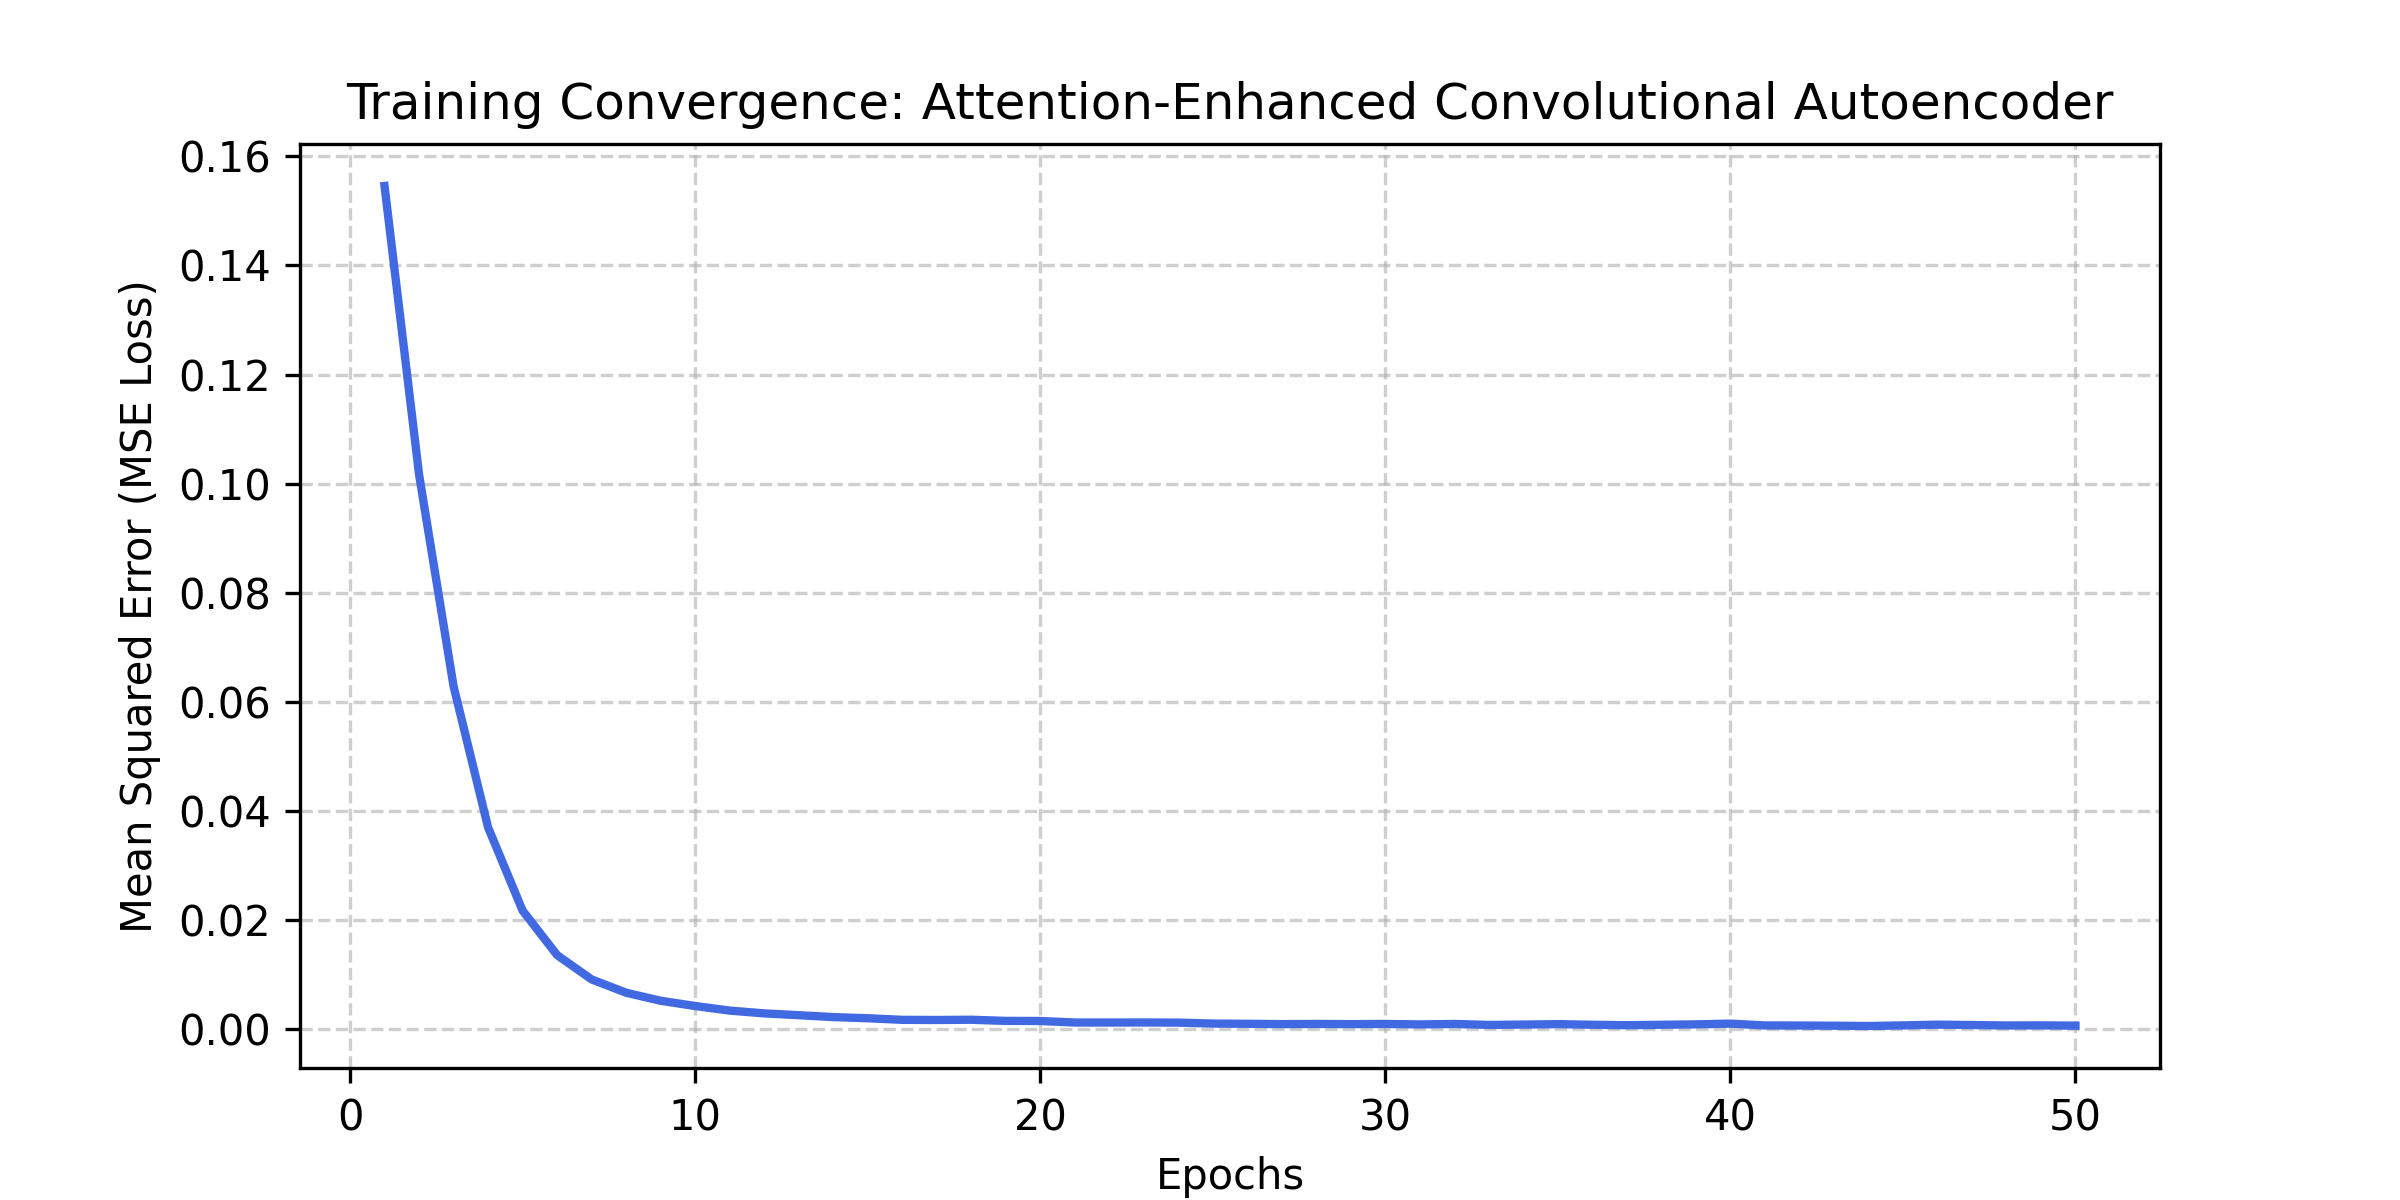 Training Convergence: Attention-Enhanced Convolutional Autoencoder
Mean Squared Error (MSE Loss)
0.16
0.14
0.12
0.10
0.08
0.06
0.04
0.02
0.00
0 10 20 30 40 50
Epochs